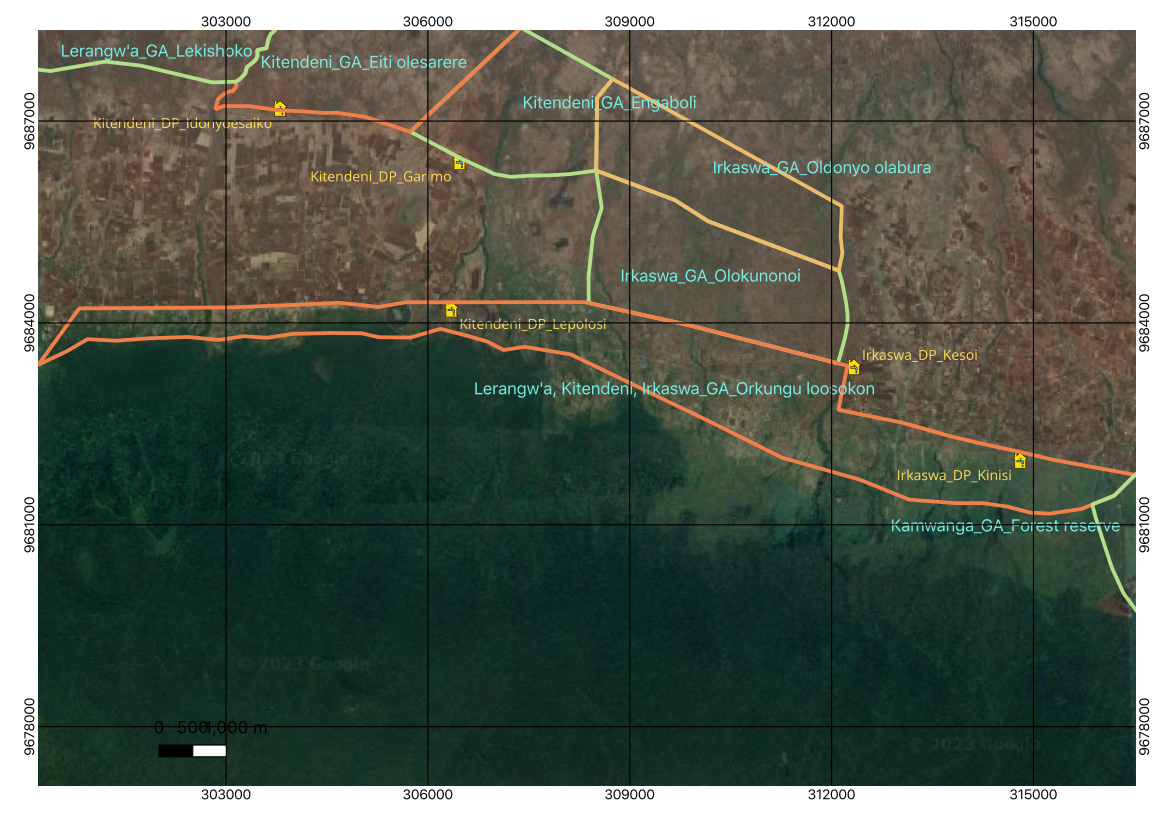 303000 306000 309000 312000 315000
Lerangw'a_GA_Lekishoko
Kitendeni_GA_Eiti olesarere
Kitendeni_GA_Engaboli
9687000
9687000
Kitendeni_DP_Idonyoesaiko
Irkaswa_GA_Oldonyo olabura
Kitendeni_DP_Garimo
Irkaswa_GA_Olokunonoi
9684000
9684000
Kitendeni_DP_Lepolosi
Irkaswa_DP_Kesoi
Lerangw'a, Kitendeni, Irkaswa_GA_Orkungu loosokon
Irkaswa_DP_Kinisi
9681000
9681000
Kamwanga_GA_Forest reserve
© 2023 Google
9678000
9678000
0 500 1,000 m
© 2023 Google
303000 306000 309000 312000 315000